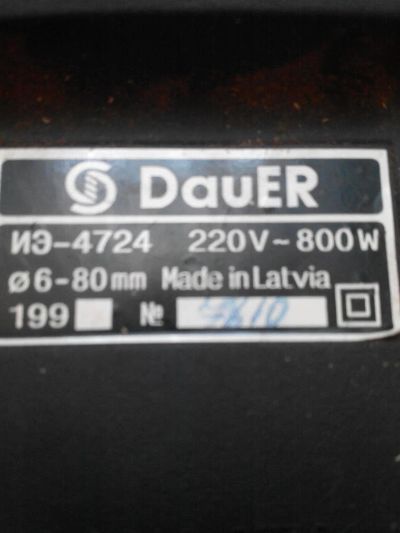 DauER
ИЭ-4724 220V~800W
ø6-80mm Made in Latvia
199 №